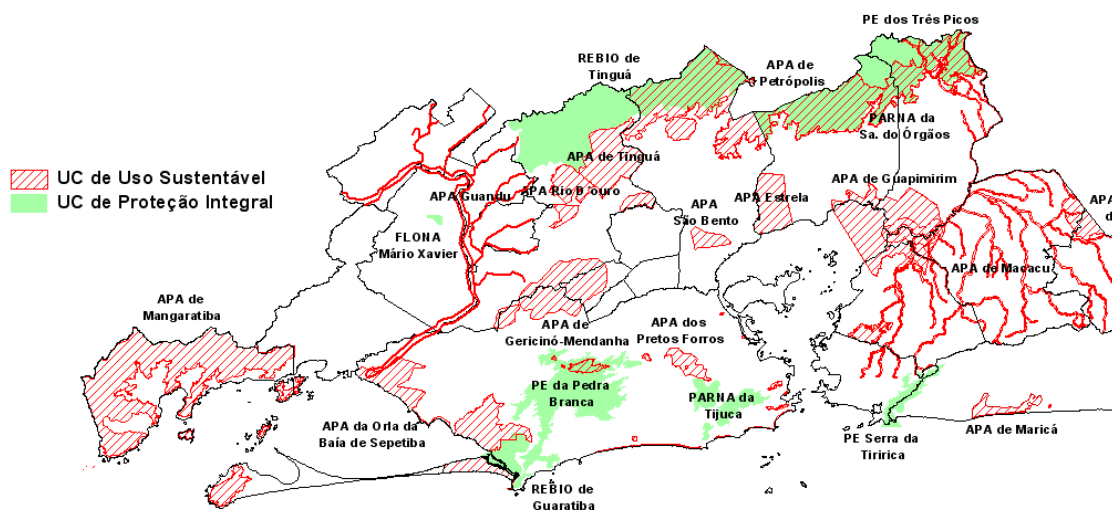 PE dos Três Picos
REBIO de
Tinguá
APA de
Petrópolis
PARNA da
Sa. do Órgãos
UC de Uso Sustentável
UC de Proteção Integral
APA de Tinguá
APA Guandu
APA Rio D´ouro
APA de Guapimirim
APA
São Bento
APA Estrela
APA
d
FLONA
Mário Xavier
APA de Macacu
APA de
Mangaratiba
APA de
Gericinó-Mendanha
APA dos
Pretos Forros
PE da Pedra
Branca
PARNA da
Tijuca
APA da Orla da
Baía de Sepetiba
PE Serra da
Tiririca
APA de Maricá
REBIO de
Guaratiba